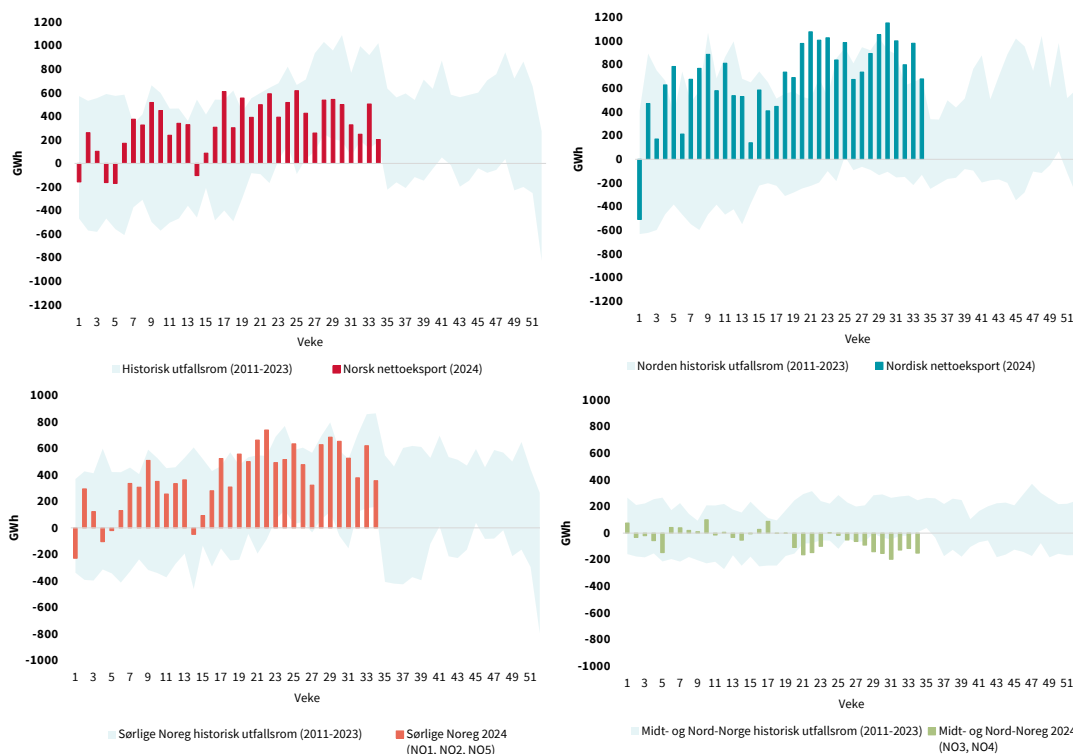 1200
1000
800
600
400
200
0
-200
-400
-600
-800
-1000
-1200
GWh
1 3 5 7 9 11 13 15 17 19 21 23 25 27 29 31 33 35 37 39 41 43 45 47 49 51
Veke
Historisk utfallsrom (2011-2023) Norsk nettoeksport (2024)
1200
1000
800
600
400
200
0
-200
-400
-600
-800
-1000
-1200
GWh
1 3 5 7 9 11 13 15 17 19 21 23 25 27 29 31 33 35 37 39 41 43 45 47 49 51
Veke
Norden historisk utfallsrom (2011-2023) Nordisk nettoeksport (2024)
1000
800
600
400
200
0
-200
-400
-600
-800
-1000
GWh
1 3 5 7 9 11 13 15 17 19 21 23 25 27 29 31 33 35 37 39 41 43 45 47 49 51
Veke
Sørlige Noreg historisk utfallsrom (2011-2023) Sørlige Noreg 2024
(NO1, NO2, NO5)
1000
800
600
400
200
0
-200
-400
-600
-800
-1000
GWh
1 3 5 7 9 11 13 15 17 19 21 23 25 27 29 31 33 35 37 39 41 43 45 47 49 51
Veke
Midt- og Nord-Norge historisk utfallsrom (2011-2023) Midt- og Nord-Noreg 2024
(NO3, NO4)